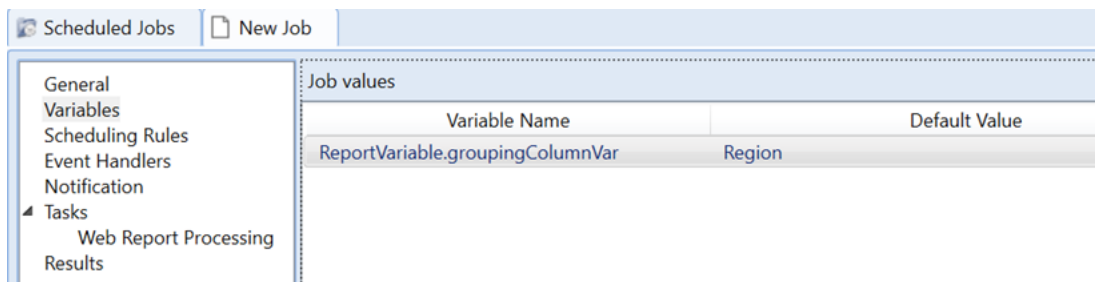 Scheduled Jobs New Job
General
Variables
Scheduling Rules
Event Handlers
Notification
Tasks
Web Report Processing
Results
Job values
Variable Name Default Value
ReportVariable.groupingColumnVar Region